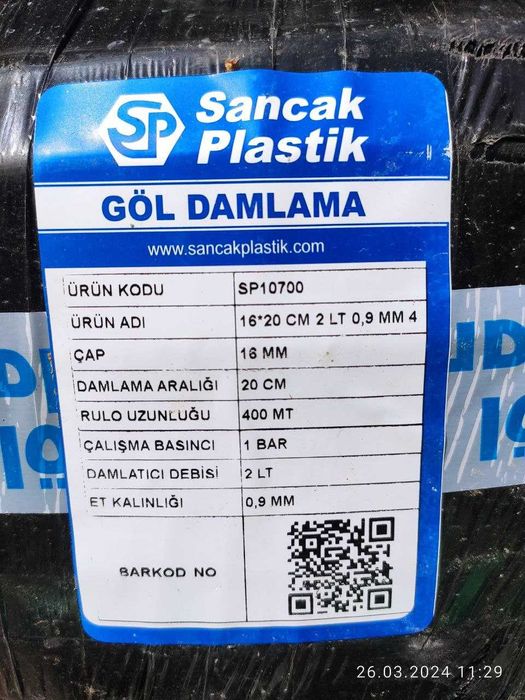 SP Sancak
Plastik
GÖL DAMLAMA
www.sancakplastik.com
ÜRÜN KODU SP10700
ÜRÜN ADI 16*20 CM 2 LT 0,9 MM 4
ÇAP 16 MM
DAMLAMA ARALIĞI 20 CM
RULO UZUNLUĞU 400 MT
ÇALIŞMA BASINCI 1 BAR
DAMLATICI DEBİSİ 2 LT
ET KALINLIĞI 0,9 MM
BARKOD NO
26.03.2024 11:29